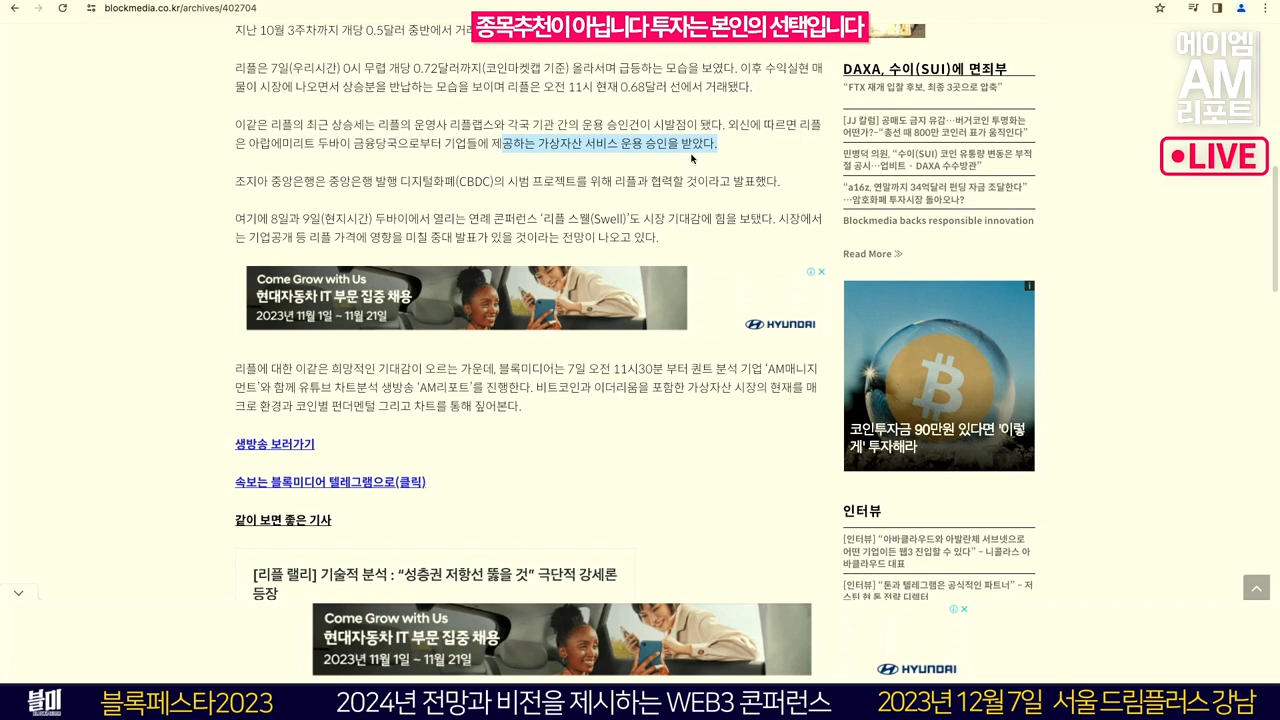 blockmedia.co.kr/archives/402704
종목추천이 아닙니다 투자는 본인의 선택입니다
에이엠
AM
리포트
LIVE
지난 10월 3주차까지 개당 0.5달러 중반에서 거래
리플은 7일(우리시간) 0시 무렵 개당 0.72달러까지(코인마켓캡 기준) 올라서며 급등하는 모습을 보였다. 이후 수익실현 매
물이 시장에 나오면서 상승분을 반납하는 모습을 보이며 리플은 오전 11시 현재 0.68달러 선에서 거래됐다.
이같은 리플의 최근 상승세는 리플의 운영사 리플랩스와 각국 기관 간의 운용 승인건이 시발점이 됐다. 외신에 따르면 리플
은 아랍에미리트 두바이 금융당국으로부터 기업들에 제공하는 가상자산 서비스 운용 승인을 받았다.
조지아 중앙은행은 중앙은행 발행 디지털화폐(CBDC)의 시범 프로젝트를 위해 리플과 협력할 것이라고 발표했다.
여기에 8일과 9일(현지시간) 두바이에서 열리는 연례 콘퍼런스 ‘리플 스웰(Swell)’도 시장 기대감에 힘을 보탰다. 시장에서
는 기업공개 등 리플 가격에 영향을 미칠 중대 발표가 있을 것이라는 전망이 나오고 있다.
Come Grow with Us
현대자동차 IT 부문 집중 채용
2023년 11월 1일 ~ 11월 21일
HYUNDAI
리플에 대한 이같은 희망적인 기대감이 오르는 가운데, 블록미디어는 7일 오전 11시30분 부터 퀀트 분석 기업 ‘AM매니지
먼트’와 함께 유튜브 차트분석 생방송 ‘AM리포트’를 진행한다. 비트코인과 이더리움을 포함한 가상자산 시장의 현재를 매
크로 환경과 코인별 펀더멘털 그리고 차트를 통해 짚어본다.
생방송 보러가기
속보는 블록미디어 텔레그램으로(클릭)
같이 보면 좋은 기사
[리플 랠리] 기술적 분석 : “성층권 저항선 뚫을 것” 극단적 강세론
등장
DAXA, 수이(SUI)에 면죄부
“FTX 재개 입찰 후보, 최종 3곳으로 압축”
[JJ 칼럼] 공매도 금지 유감…버거코인 투명화는
어떤가?-“총선 때 800만 코인러 표가 움직인다”
민병덕 의원, “수이(SUI) 코인 유통량 변동은 부적
절 공시…업비트・DAXA 수수방관”
“a16z, 연말까지 34억달러 펀딩 자금 조달한다”
…암호화폐 투자시장 돌아오나?
Blockmedia backs responsible innovation
Read More ≫
코인투자금 90만원 있다면 '이렇
게' 투자해라
인터뷰
[인터뷰] “아바클라우드와 아발란체 서브넷으로
어떤 기업이든 웹3 진입할 수 있다” – 니콜라스 아
바클라우드 대표
[인터뷰] “톤과 텔레그램은 공식적인 파트너” – 저
스틴 현 톤 전략 디렉터
Come Grow with Us
현대자동차 IT 부문 집중 채용
2023년 11월 1일 ~ 11월 21일
HYUNDAI
블미 블록페스타2023 2024년 전망과 비전을 제시하는 WEB3 콘퍼런스 2023년 12월 7일 서울 드림플러스 강남